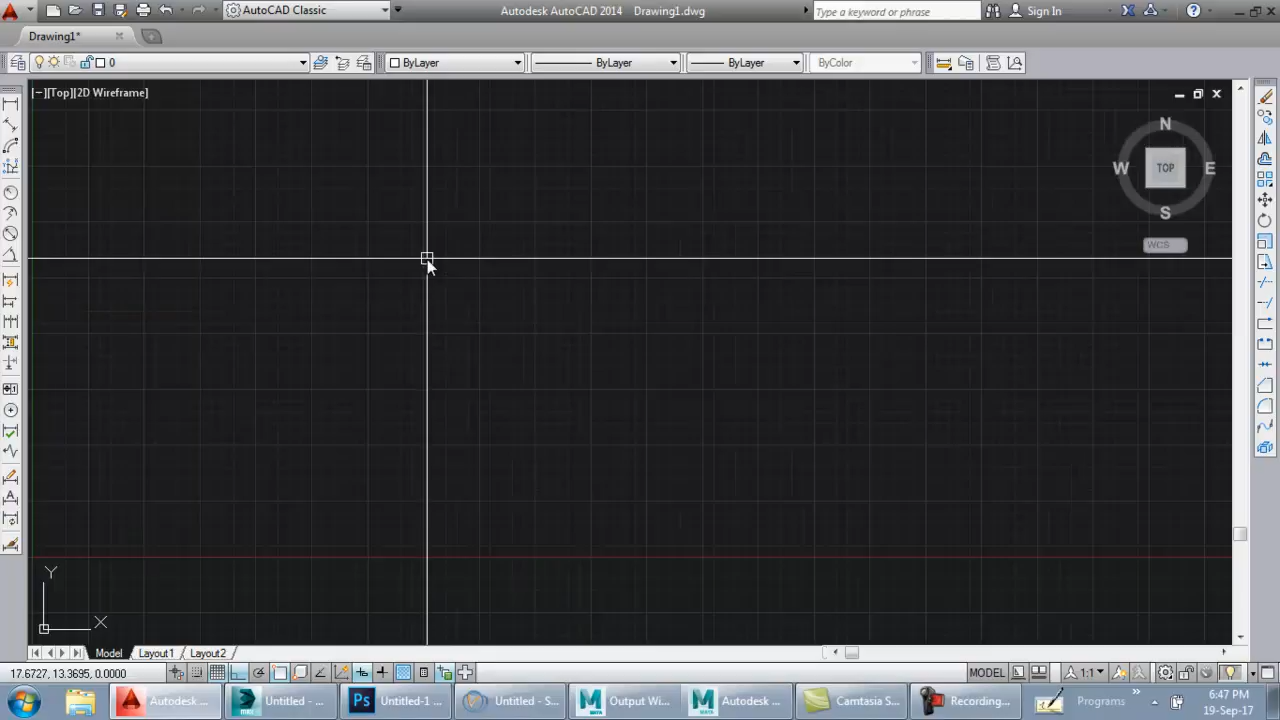 AutoCAD Classic
Autodesk AutoCAD 2014 Drawing1.dwg
Type a keyword or phrase
Sign In
Drawing1*
0
ByLayer
ByLayer
ByLayer
ByColor
[−][Top][2D Wireframe]
N
W
TOP
E
S
WCS
Y
X
Model
Layout1
Layout2
17.6727, 13.3695, 0.0000
MODEL
1:1
Autodesk ...
Untitled - ...
Ps
Untitled-1 ...
Untitled - S...
Output Wi...
Autodesk ...
Camtasia S...
Recording...
Programs
6:47 PM
19-Sep-17